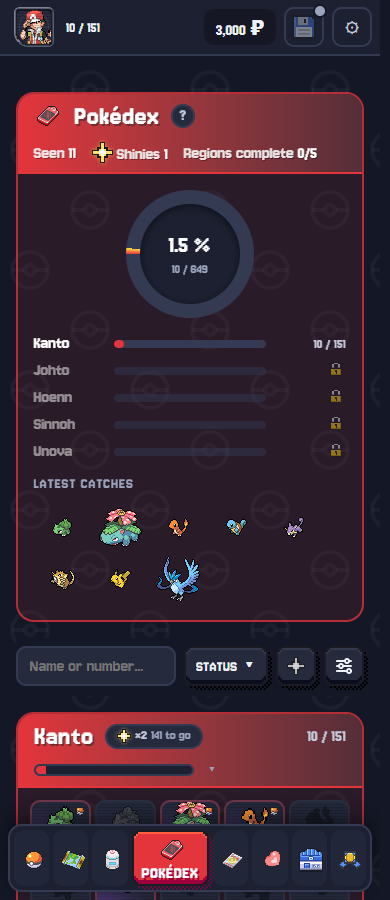 10 / 151
3,000 ₽
Pokédex ?
Seen 11 Shinies 1 Regions complete 0/5
1.5 %
10 / 649
Kanto 10 / 151
Johto
Hoenn
Sinnoh
Unova
LATEST CATCHES
Name or number... STATUS ▼
Kanto ×2 141 to go 10 / 151
POKÉDEX